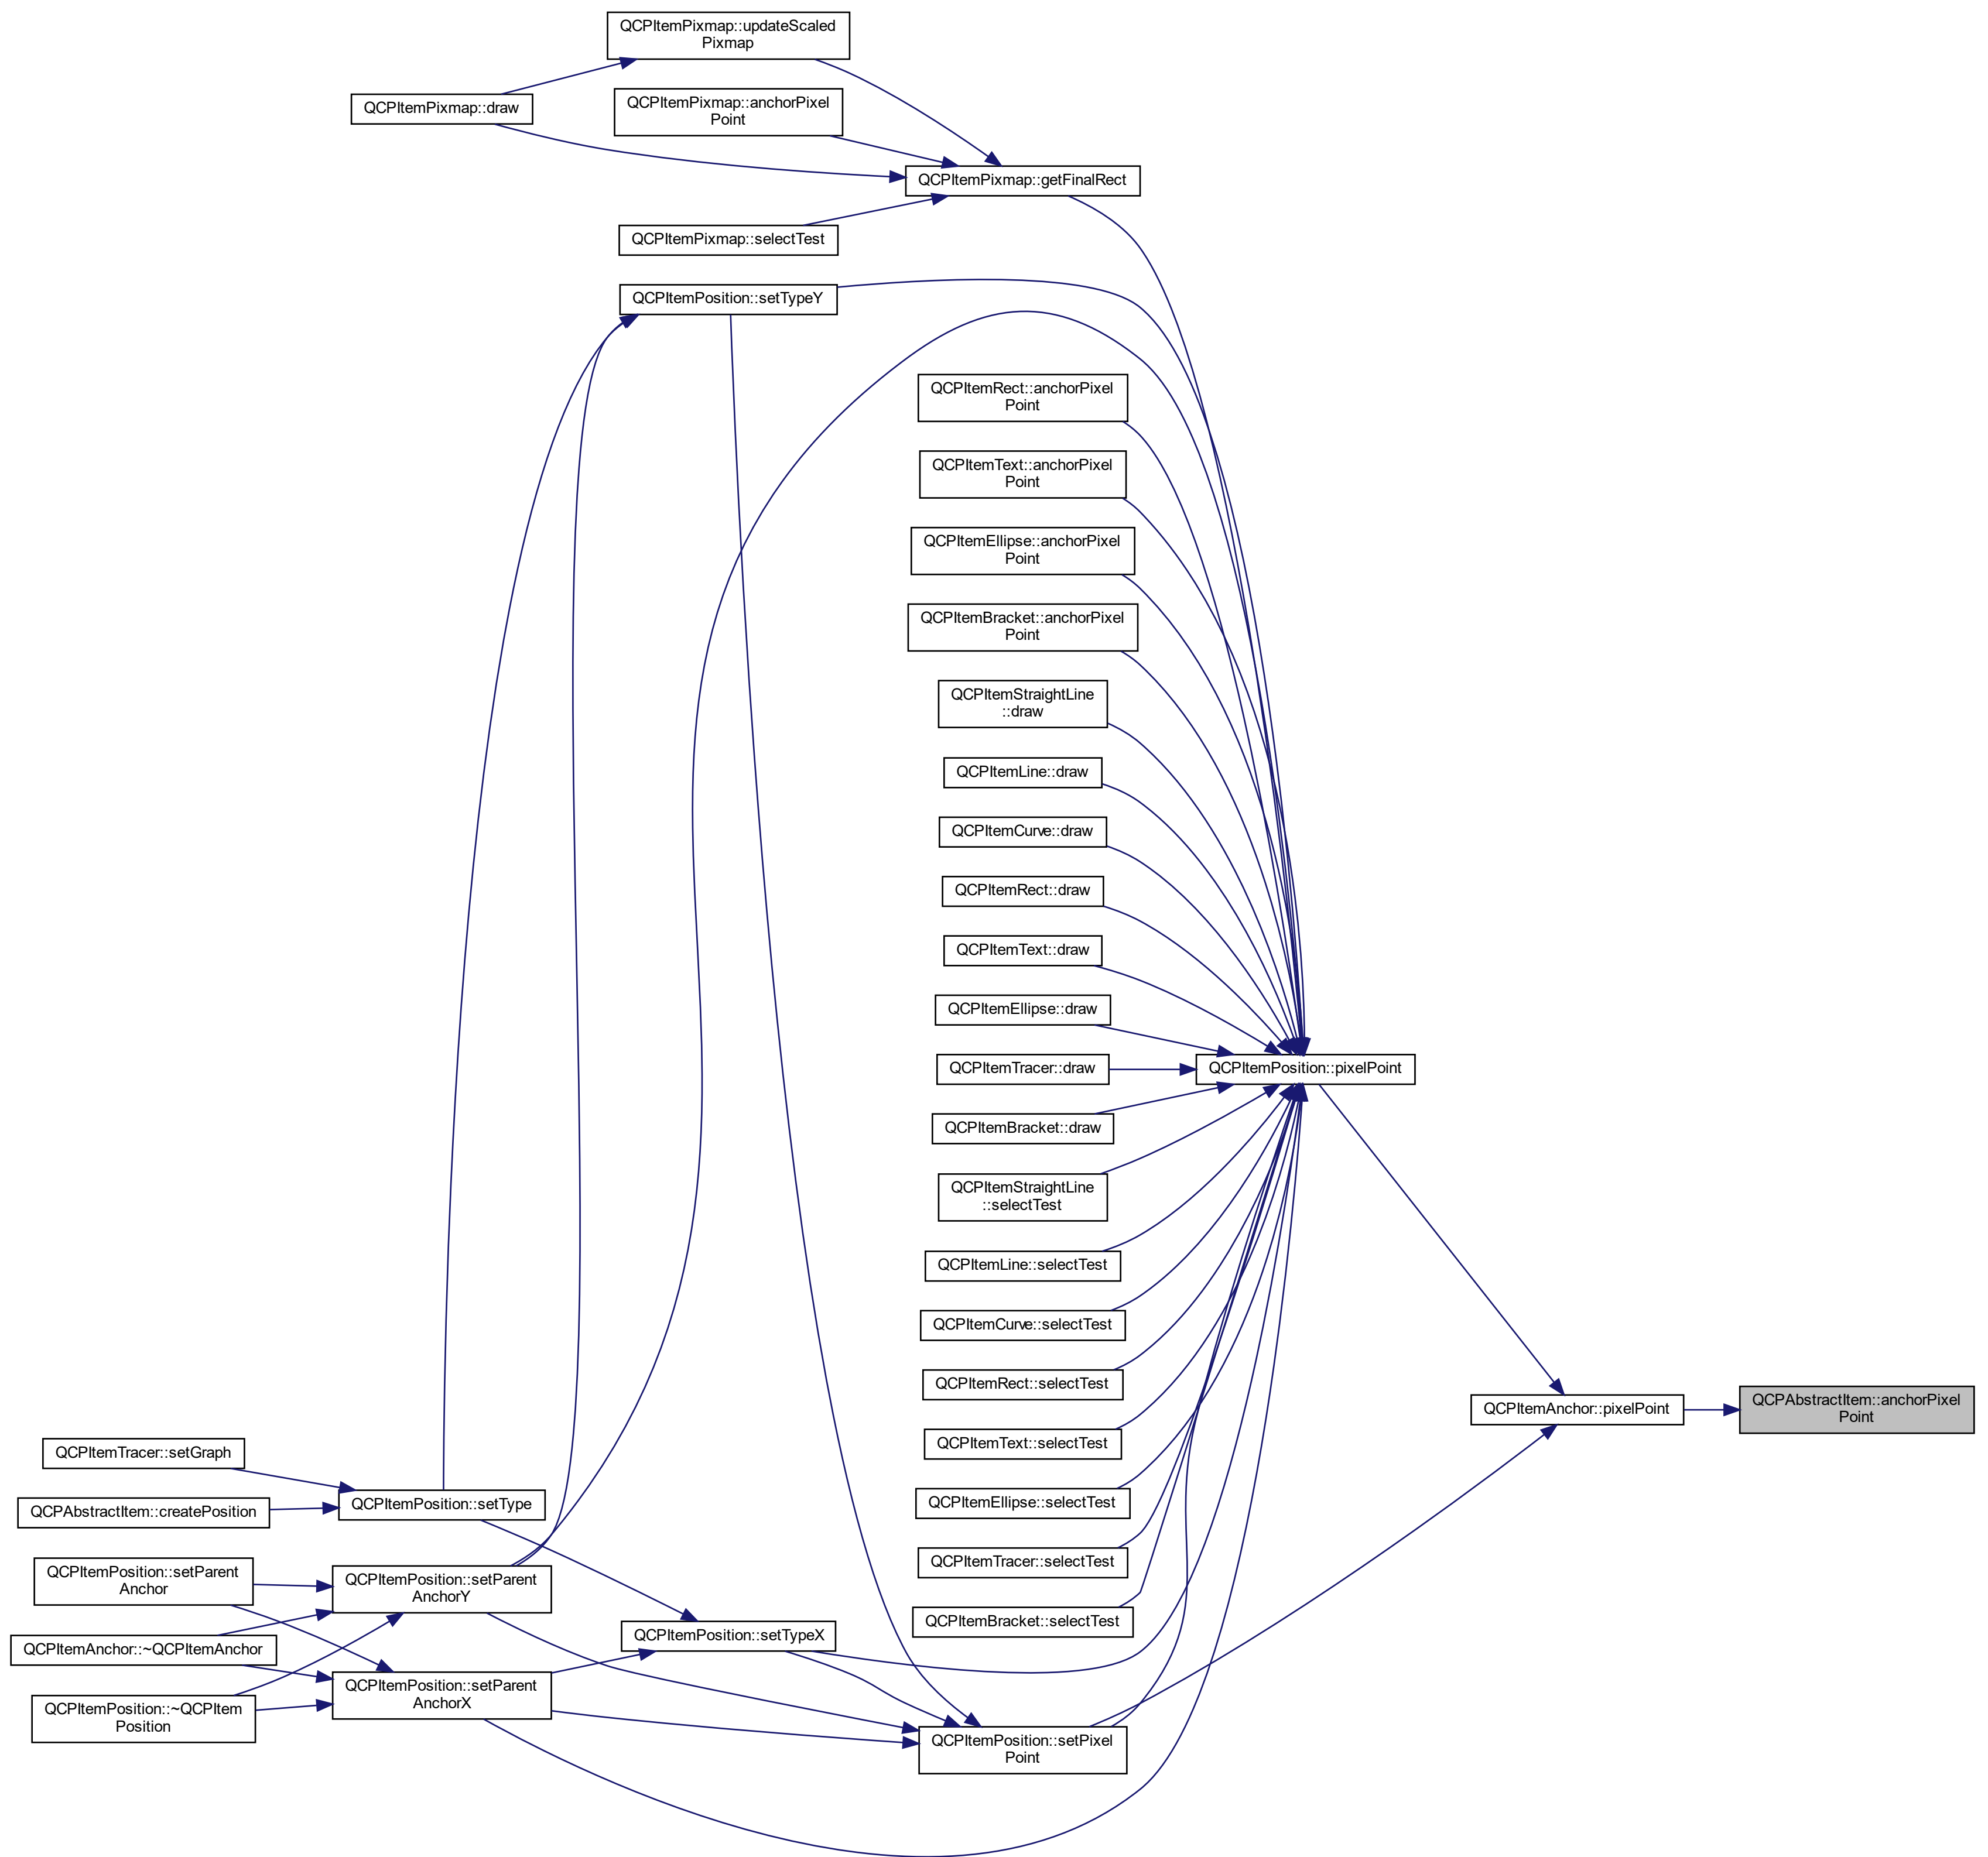 QCPItemPixmap::updateScaled
Pixmap
QCPItemPixmap::draw
QCPItemPixmap::anchorPixel
Point
QCPItemPixmap::getFinalRect
QCPItemPixmap::selectTest
QCPItemPosition::setTypeY
QCPItemRect::anchorPixel
Point
QCPItemText::anchorPixel
Point
QCPItemEllipse::anchorPixel
Point
QCPItemBracket::anchorPixel
Point
QCPItemStraightLine
::draw
QCPItemLine::draw
QCPItemCurve::draw
QCPItemRect::draw
QCPItemText::draw
QCPItemEllipse::draw
QCPItemPosition::pixelPoint
QCPItemTracer::draw
QCPItemBracket::draw
QCPItemStraightLine
::selectTest
QCPItemLine::selectTest
QCPItemCurve::selectTest
QCPItemRect::selectTest
QCPItemAnchor::pixelPoint
QCPAbstractItem::anchorPixel
Point
QCPItemText::selectTest
QCPItemTracer::setGraph
QCPItemEllipse::selectTest
QCPItemPosition::setType
QCPAbstractItem::createPosition
QCPItemTracer::selectTest
QCPItemPosition::setParent
Anchor
QCPItemPosition::setParent
AnchorY
QCPItemBracket::selectTest
QCPItemPosition::setTypeX
QCPItemAnchor::~QCPItemAnchor
QCPItemPosition::setParent
AnchorX
QCPItemPosition::~QCPItem
Position
QCPItemPosition::setPixel
Point